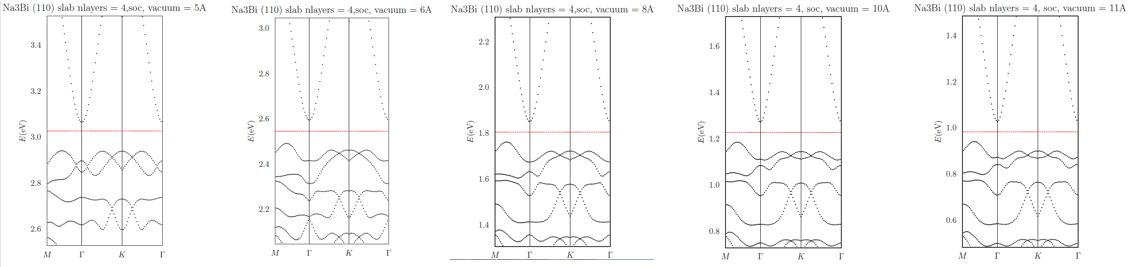 Na3Bi (110) slab nlayers = 4,soc, vacuum = 5A
E(eV)
3.4
3.2
3.0
2.8
2.6
M Γ K Γ
Na3Bi (110) slab nlayers = 4,soc, vacuum = 6A
E(eV)
3.0
2.8
2.6
2.4
2.2
M Γ K Γ
Na3Bi (110) slab nlayers = 4,soc, vacuum = 8A
E(eV)
2.2
2.0
1.8
1.6
1.4
M Γ K Γ
Na3Bi (110) slab nlayers = 4, soc, vacuum = 10A
E(eV)
1.6
1.4
1.2
1.0
0.8
M Γ K Γ
Na3Bi (110) slab nlayers = 4, soc, vacuum = 11A
E(eV)
1.4
1.2
1.0
0.8
0.6
M Γ K Γ